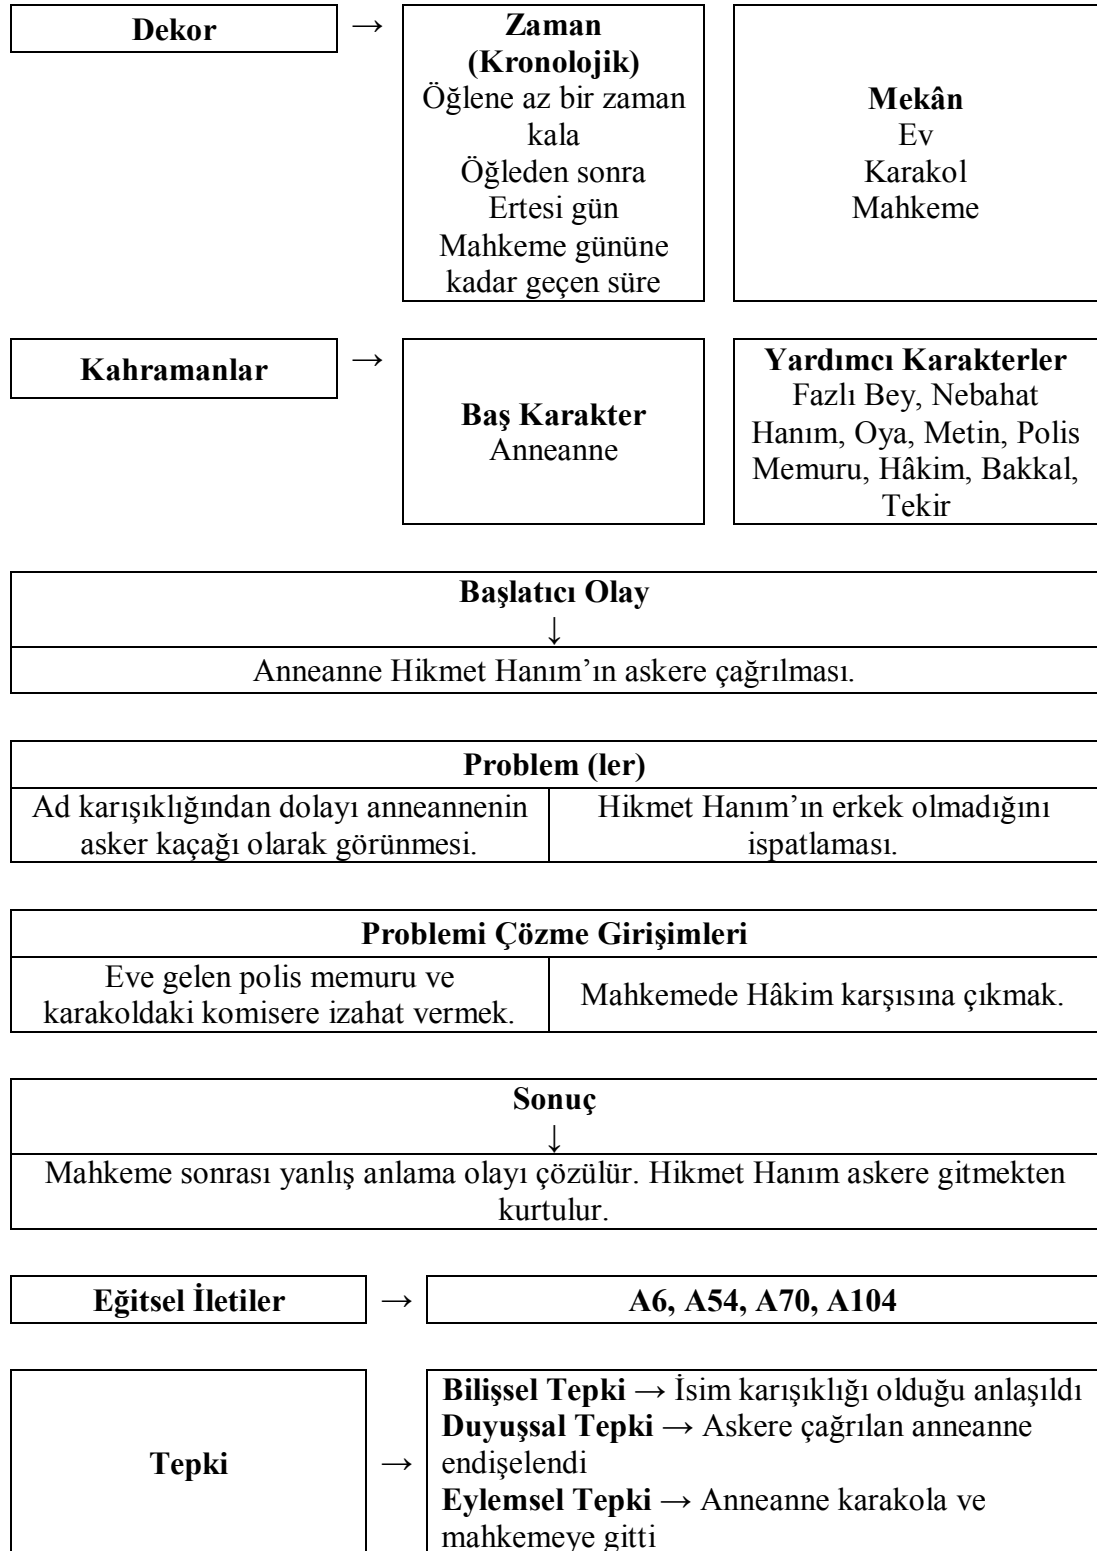 Dekor
→
Zaman
(Kronolojik)
Öğlene az bir zaman
kala
Öğleden sonra
Ertesi gün
Mahkeme gününe
kadar geçen süre
Mekân
Ev
Karakol
Mahkeme
Kahramanlar
→
Baş Karakter
Anneanne
Yardımcı Karakterler
Fazlı Bey, Nebahat
Hanım, Oya, Metin, Polis
Memuru, Hâkim, Bakkal,
Tekir
Başlatıcı Olay
↓
Anneanne Hikmet Hanım’ın askere çağrılması.
Problem (ler)
Ad karışıklığından dolayı anneannenin
asker kaçağı olarak görünmesi.
Hikmet Hanım’ın erkek olmadığını
ispatlaması.
Problemi Çözme Girişimleri
Eve gelen polis memuru ve
karakoldaki komisere izahat vermek.
Mahkemede Hâkim karşısına çıkmak.
Sonuç
↓
Mahkeme sonrası yanlış anlama olayı çözülür. Hikmet Hanım askere gitmekten
kurtulur.
Eğitsel İletiler
→
A6, A54, A70, A104
Tepki
→
Bilişsel Tepki → İsim karışıklığı olduğu anlaşıldı
Duyuşsal Tepki → Askere çağrılan anneanne
endişelendi
Eylemsel Tepki → Anneanne karakola ve
mahkemeye gitti